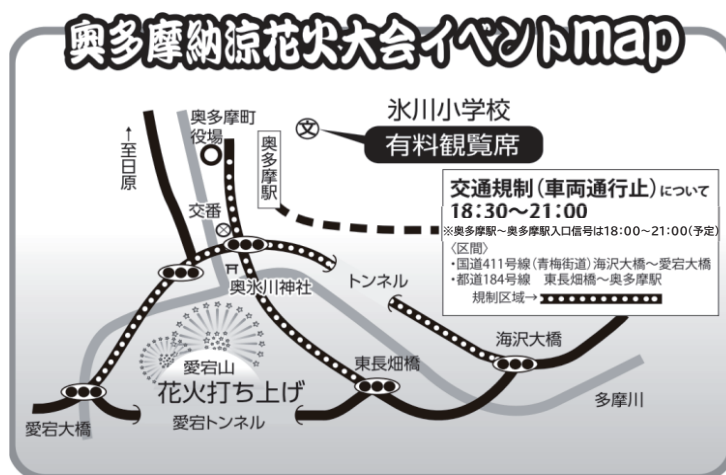 奥多摩納涼花火大会イベントmap
氷川小学校
有料観覧席
文
奥多摩町
役場
奥多摩駅
←至日原
交番
交通規制(車両通行止)について
18:30〜21:00
※奥多摩駅〜奥多摩駅入口信号は18:00〜21:00(予定)
〈区間〉
・国道411号線(青梅街道)海沢大橋〜愛宕大橋
・都道184号線 東長畑橋〜奥多摩駅
規制区域→
トンネル
奥氷川神社
海沢大橋
東長畑橋
愛宕山
花火打ち上げ
多摩川
愛宕大橋
愛宕トンネル